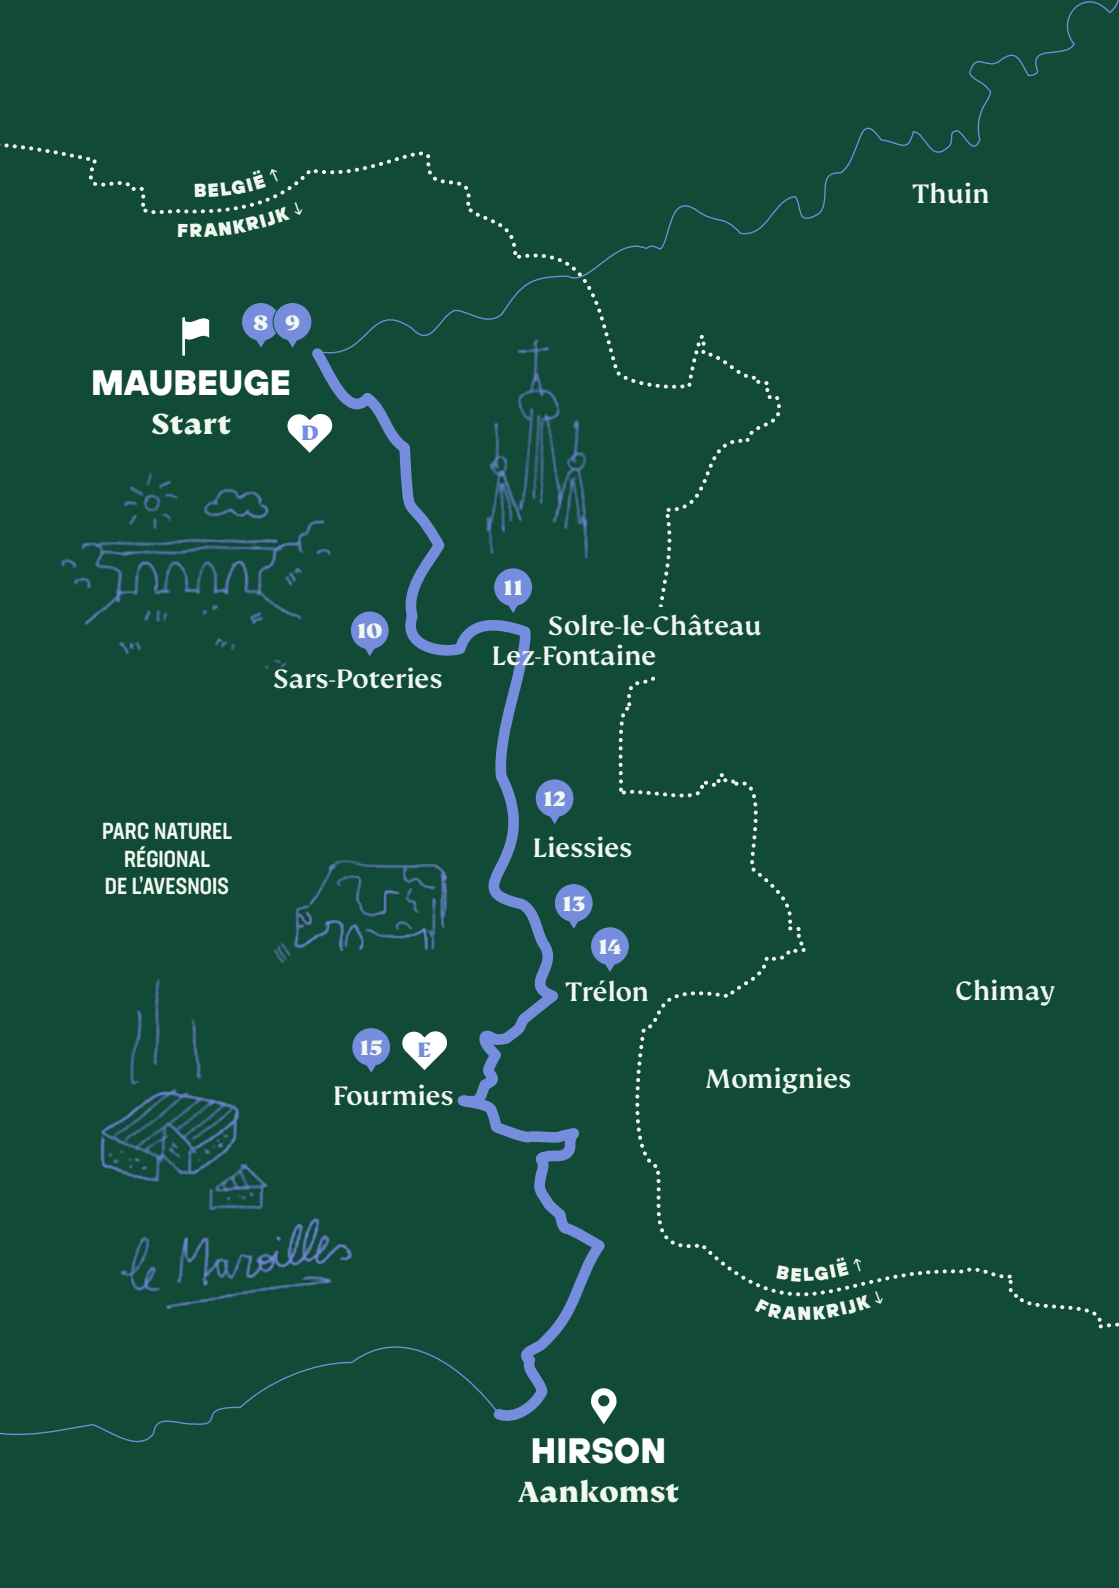 BELGIË ↑
FRANKRIJK ↓
Thuin
8 9
MAUBEUGE
Start
D
11
10
Solre-le-Château
Lez-Fontaine
Sars-Poteries
12
Liessies
PARC NATUREL
RÉGIONAL
DE L'AVESNOIS
13
14
Trélon
Chimay
15 E
Fourmies
Momignies
le Maroilles
BELGIË ↑
FRANKRIJK ↓
HIRSON
Aankomst